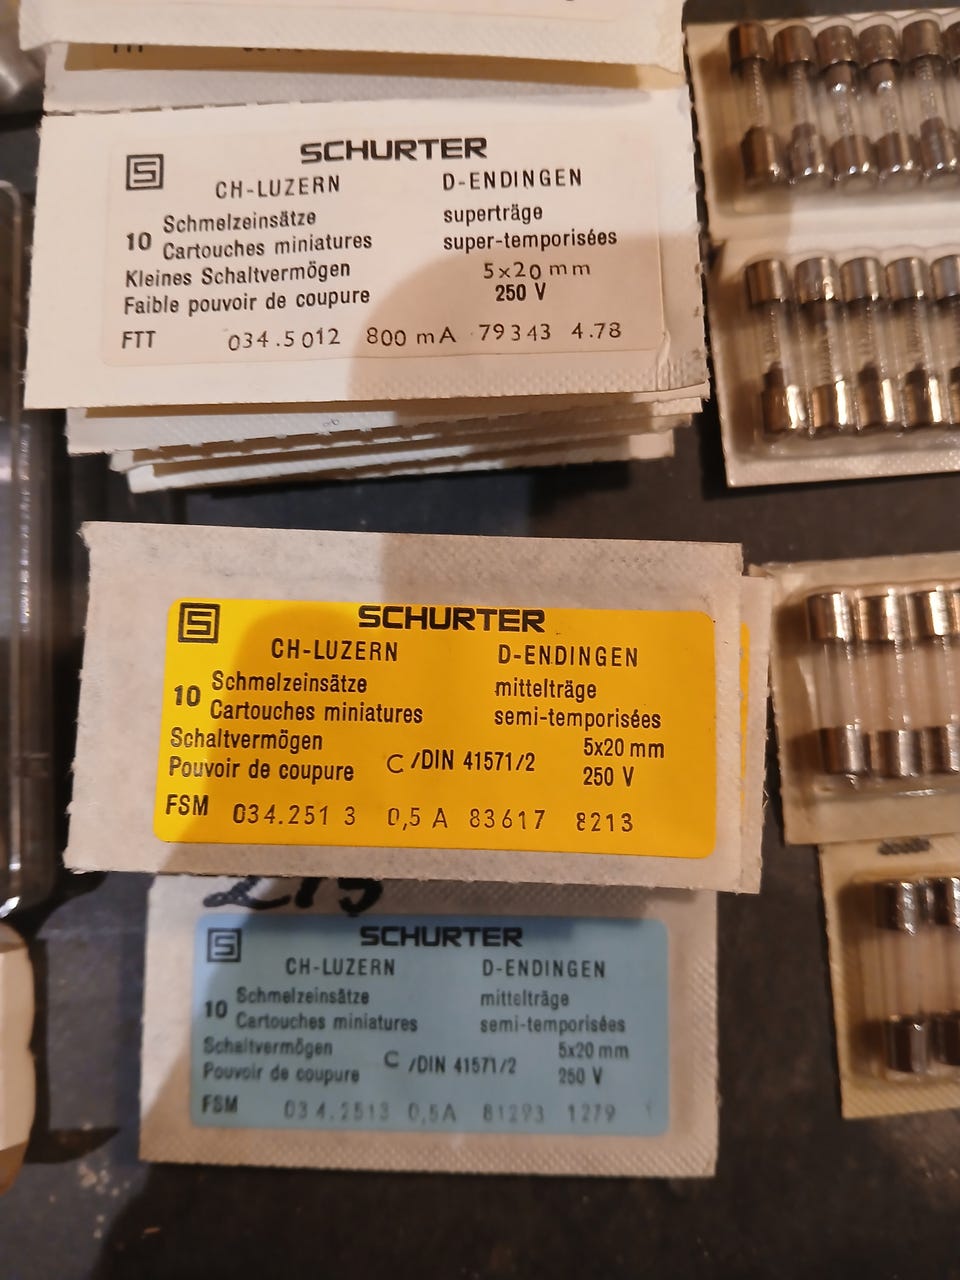 SCHURTER
CH-LUZERN D-ENDINGEN
10 Schmelzeinsätze superträge
Cartouches miniatures super-temporisées
Kleines Schaltvermögen 5x20 mm
Faible pouvoir de coupure 250 V
FTT 034.5012 800 mA 79343 4.78
SCHURTER
CH-LUZERN D-ENDINGEN
10 Schmelzeinsätze mittelträge
Cartouches miniatures semi-temporisées
Schaltvermögen C/DIN 41571/2 5x20 mm
Pouvoir de coupure 250 V
FSM 034.251 3 0,5 A 83617 8213
SCHURTER
CH-LUZERN D-ENDINGEN
10 Schmelzeinsätze mittelträge
Cartouches miniatures semi-temporisées
Schaltvermögen C /DIN 41571/2 5x20 mm
Pouvoir de coupure 250 V
FSM 034.2513 0,5A 81293 1279